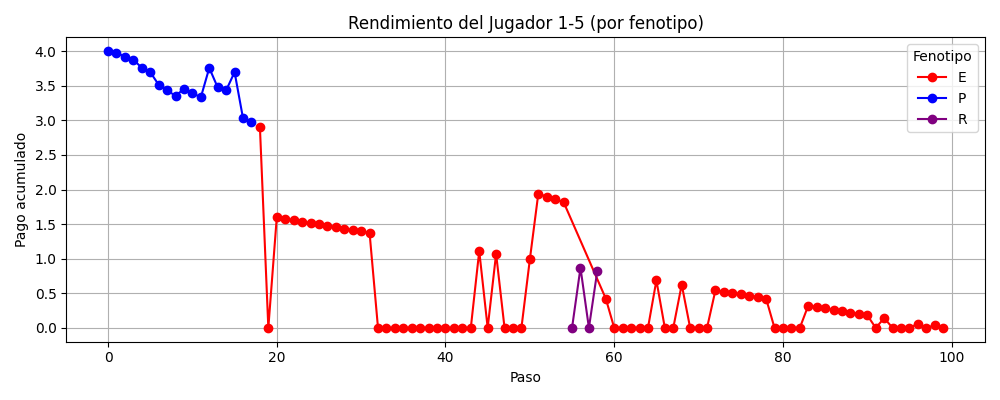 Rendimiento del Jugador 1-5 (por fenotipo)
Pago acumulado
4.0
3.5
3.0
2.5
2.0
1.5
1.0
0.5
0.0
Fenotipo
E
P
R
0 20 40 60 80 100
Paso